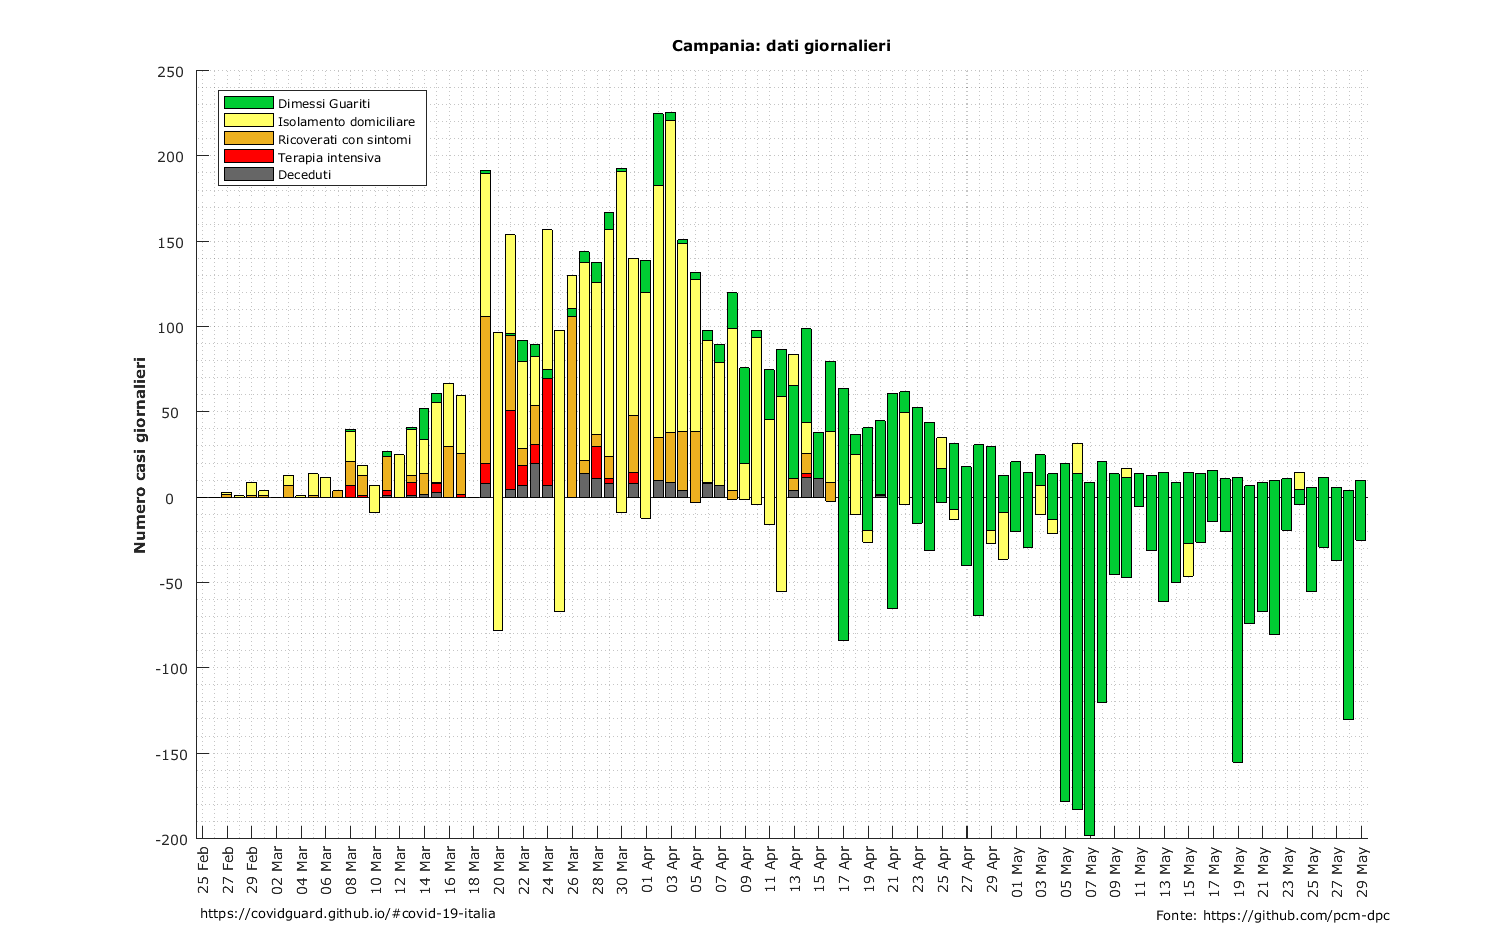 Campania: dati giornalieri
Numero casi giornalieri
250
200
150
100
50
0
-50
-100
-150
-200
Dimessi Guariti
Isolamento domiciliare
Ricoverati con sintomi
Terapia intensiva
Deceduti
25 Feb
27 Feb
29 Feb
02 Mar
04 Mar
06 Mar
08 Mar
10 Mar
12 Mar
14 Mar
16 Mar
18 Mar
20 Mar
22 Mar
24 Mar
26 Mar
28 Mar
30 Mar
01 Apr
03 Apr
05 Apr
07 Apr
09 Apr
11 Apr
13 Apr
15 Apr
17 Apr
19 Apr
21 Apr
23 Apr
25 Apr
27 Apr
29 Apr
01 May
03 May
05 May
07 May
09 May
11 May
13 May
15 May
17 May
19 May
21 May
23 May
25 May
27 May
29 May
https://covidguard.github.io/#covid-19-italia
Fonte: https://github.com/pcm-dpc